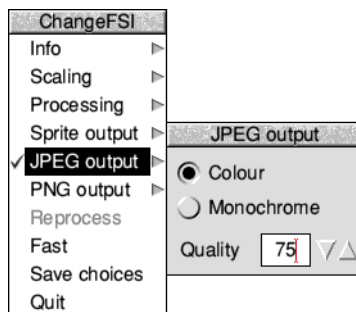 ChangeFSI
Info
Scaling
Processing
Sprite output
JPEG output
PNG output
Reprocess
Fast
Save choices
Quit
JPEG output
Colour
Monochrome
Quality 75